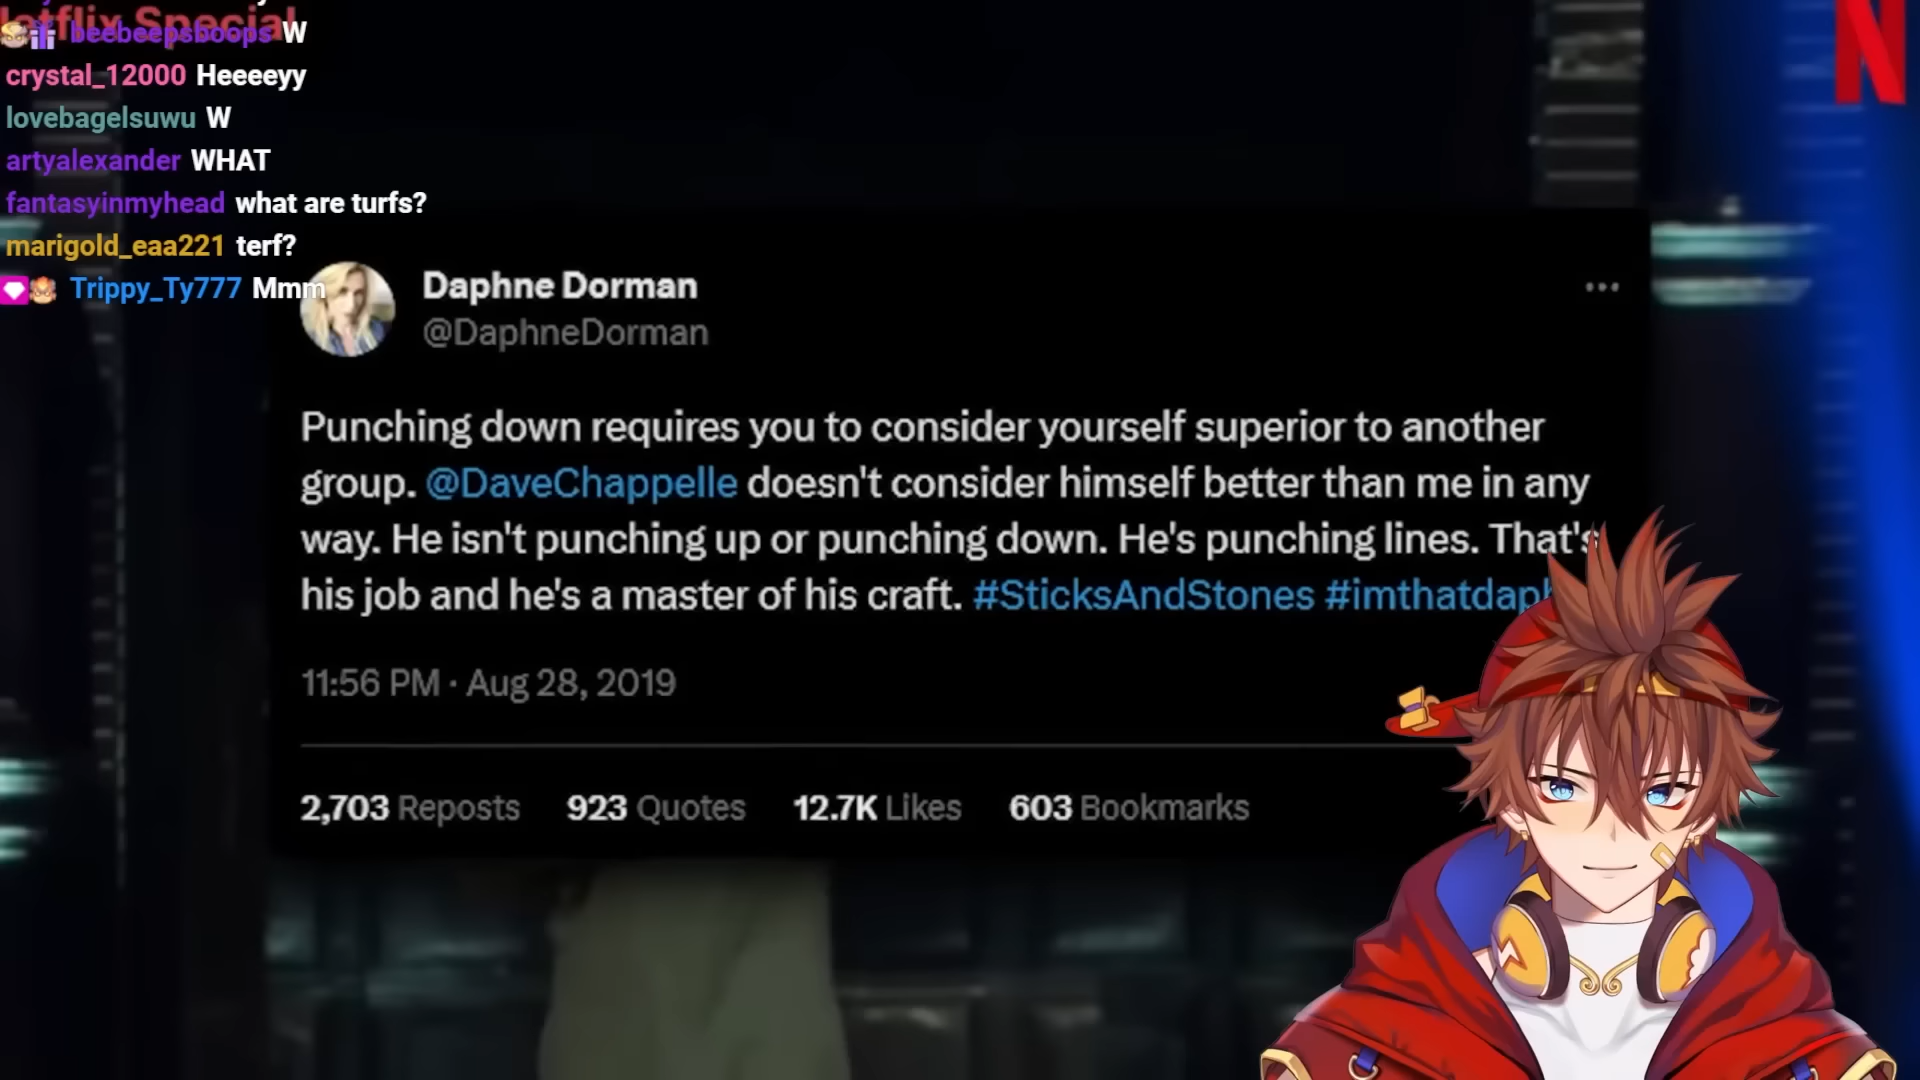 Netflix Special
beebeepsboops W
crystal_12000 Heeeeyy
lovebagelsuwu W
artyalexander WHAT
fantasyinmyhead what are turfs?
marigold_eaa221 terf?
Trippy_Ty777 Mmm
N
Daphne Dorman
@DaphneDorman
Punching down requires you to consider yourself superior to another
group. @DaveChappelle doesn't consider himself better than me in any
way. He isn't punching up or punching down. He's punching lines. That's
his job and he's a master of his craft. #SticksAndStones #imthatdaph
11:56 PM · Aug 28, 2019
2,703 Reposts 923 Quotes 12.7K Likes 603 Bookmarks